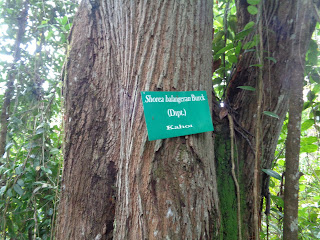 Shorea balangeran Burck
(Dipt.)
Kahoi